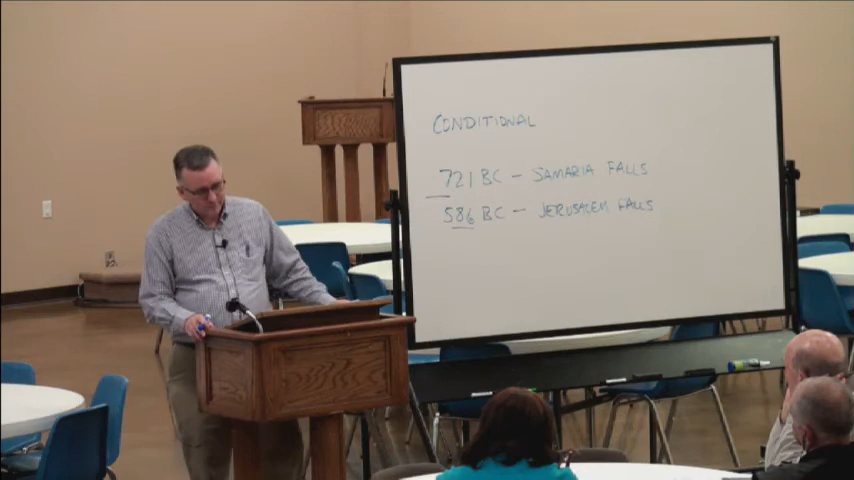 CONDITIONAL
721 BC - SAMARIA FALLS
586 BC - JERUSALEM FALLS